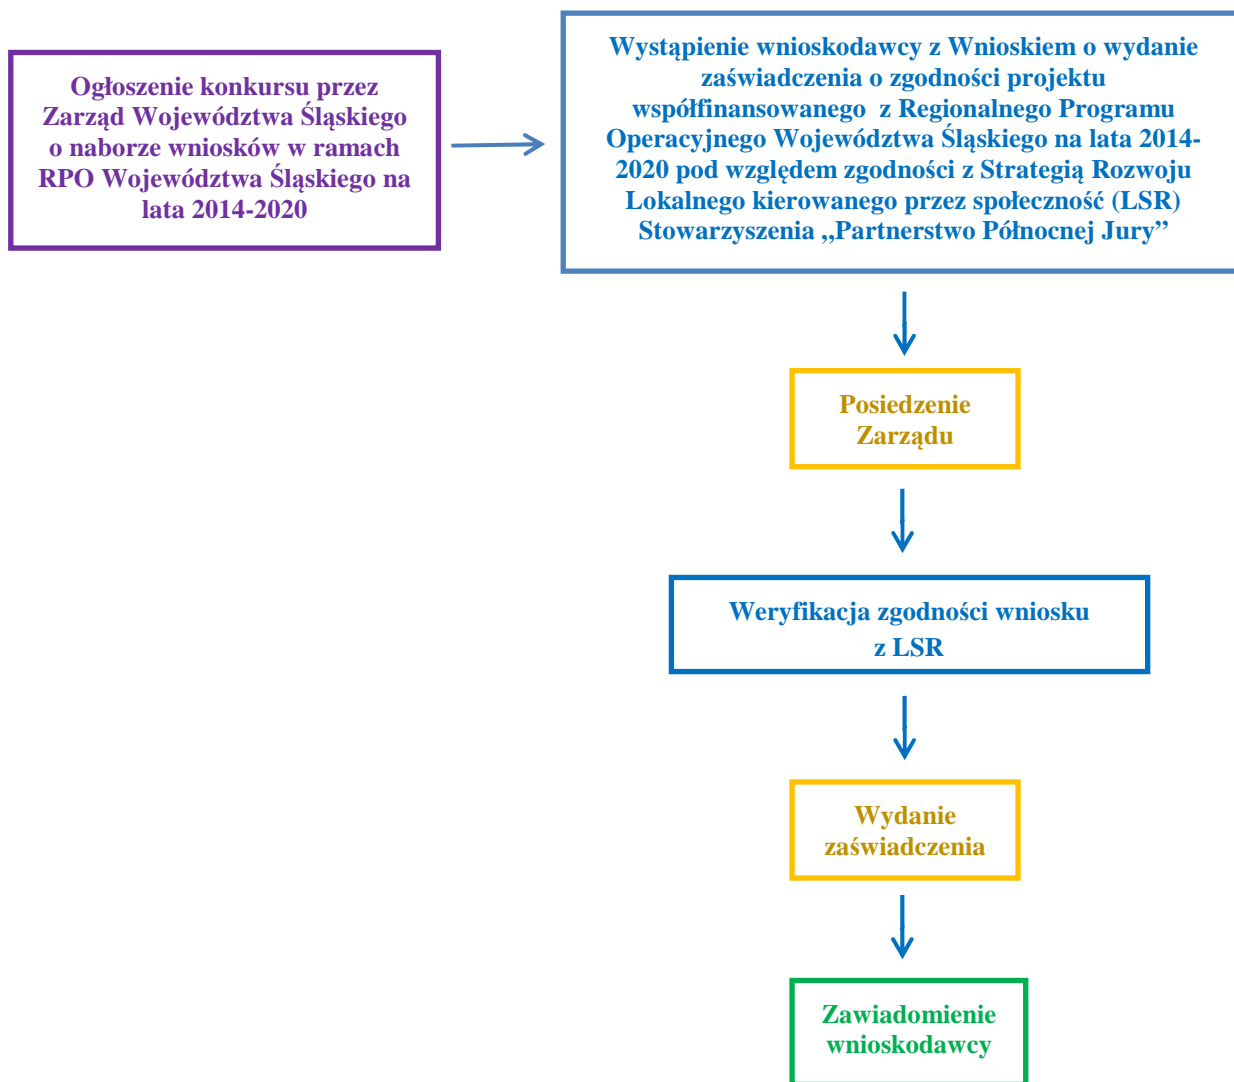 Ogłoszenie konkursu przez
Zarząd Województwa Śląskiego
o naborze wniosków w ramach
RPO Województwa Śląskiego na
lata 2014-2020
Wystąpienie wnioskodawcy z Wnioskiem o wydanie
zaświadczenia o zgodności projektu
współfinansowanego z Regionalnego Programu
Operacyjnego Województwa Śląskiego na lata 2014-
2020 pod względem zgodności z Strategią Rozwoju
Lokalnego kierowanego przez społeczność (LSR)
Stowarzyszenia „Partnerstwo Północnej Jury”
Posiedzenie
Zarządu
Weryfikacja zgodności wniosku
z LSR
Wydanie
zaświadczenia
Zawiadomienie
wnioskodawcy